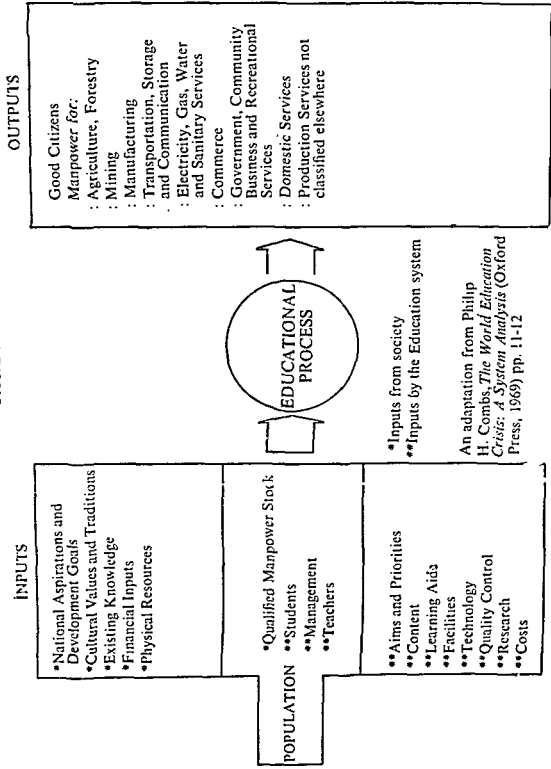 INPUTS
*National Aspirations and
Development Goals
*Cultural Values and Traditions
*Existing Knowledge
*Financial Inputs
*Physical Resources
POPULATION
*Qualified Manpower Stock
**Students
**Management
**Teachers
**Aims and Priorities
**Content
**Learning Aids
**Facilities
**Technology
**Quality Control
**Research
**Costs
EDUCATIONAL
PROCESS
*Inputs from society
**Inputs by the Education system
An adaptation from Philip
H. Combs, The World Education
Crisis: A System Analysis (Oxford
Press, 1969) pp. 11-12
OUTPUTS
Good Citizens
Manpower for:
: Agriculture, Forestry
: Mining
: Manufacturing
: Transportation, Storage
. and Communication
: Electricity, Gas, Water
and Sanitary Services
: Commerce
: Government, Community
Business and Recreational
Services
: Domestic Services
: Production Services not
classified elsewhere